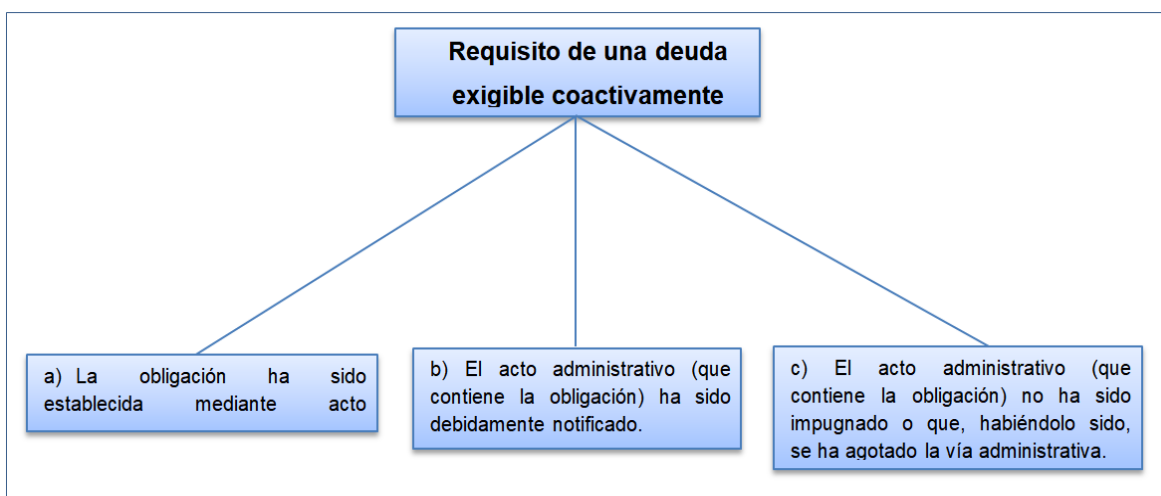 Requisito de una deuda
exigible coactivamente
a) La obligación ha sido
establecida mediante acto
b) El acto administrativo (que
contiene la obligación) ha sido
debidamente notificado.
c) El acto administrativo (que
contiene la obligación) no ha sido
impugnado o que, habiéndolo sido,
se ha agotado la vía administrativa.